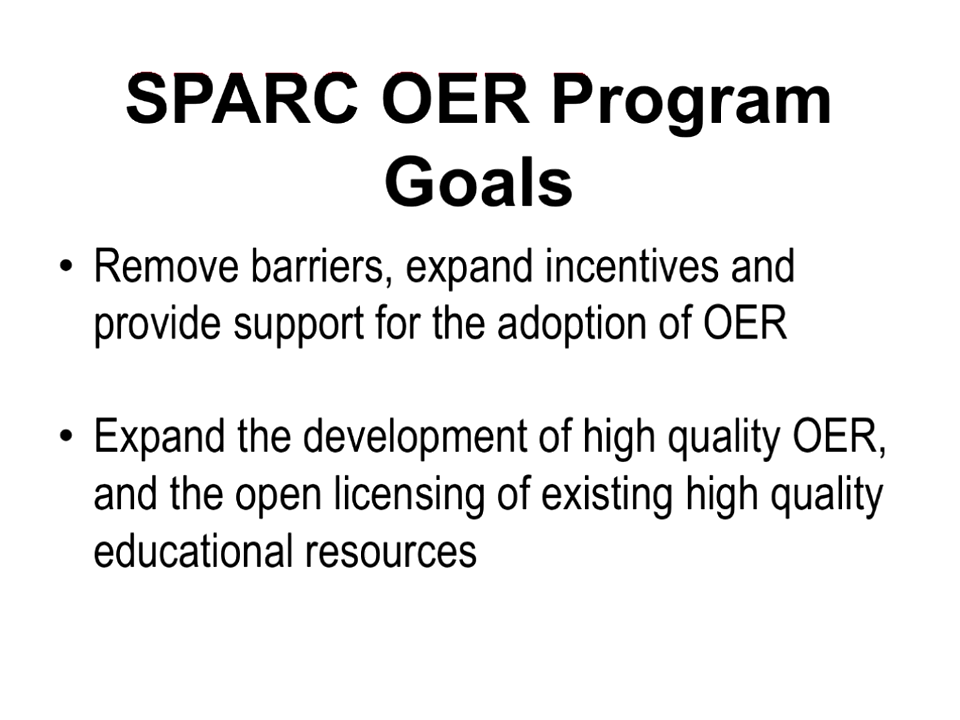 SPARC OER Program
Goals
• Remove barriers, expand incentives and
provide support for the adoption of OER
• Expand the development of high quality OER,
and the open licensing of existing high quality
educational resources